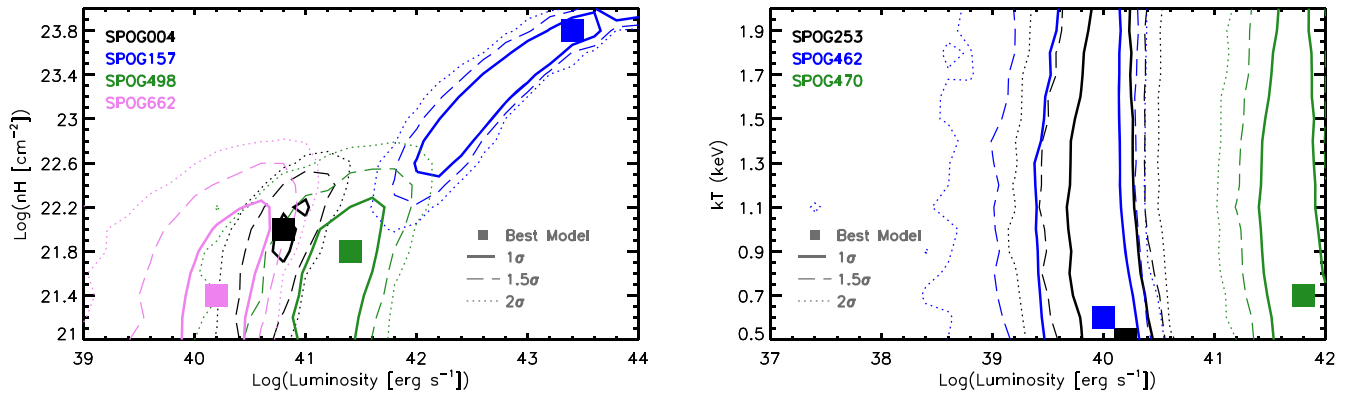 SPOG004
SPOG157
SPOG498
SPOG662
Log(nH [cm⁻²])
23.8
23.4
23
22.6
22.2
21.8
21.4
21
Best Model
1σ
1.5σ
2σ
39 40 41 42 43 44
Log(Luminosity [erg s⁻¹])
SPOG253
SPOG462
SPOG470
kT (keV)
1.9
1.7
1.5
1.3
1.1
0.9
0.7
0.5
Best Model
1σ
1.5σ
2σ
37 38 39 40 41 42
Log(Luminosity [erg s⁻¹])